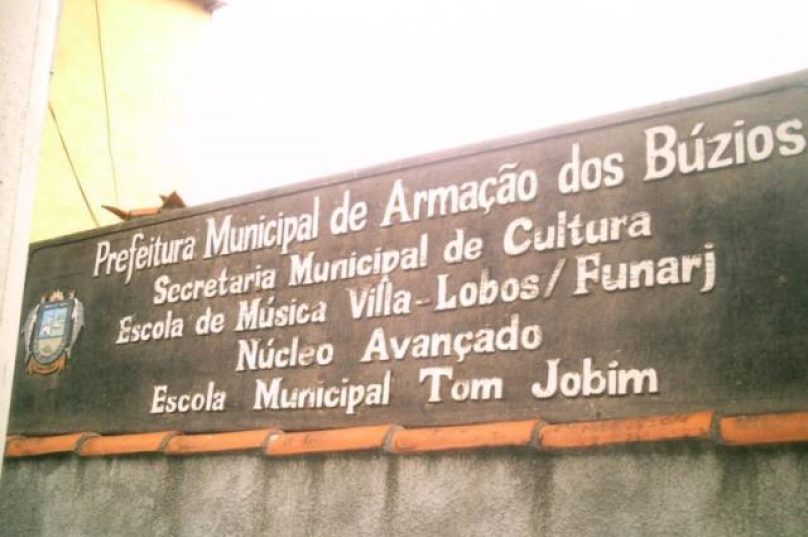 Prefeitura Municipal de Armação dos Búzios
Secretaria Municipal de Cultura
Escola de Música Villa-Lobos/Funarj
Núcleo Avançado
Escola Municipal Tom Jobim